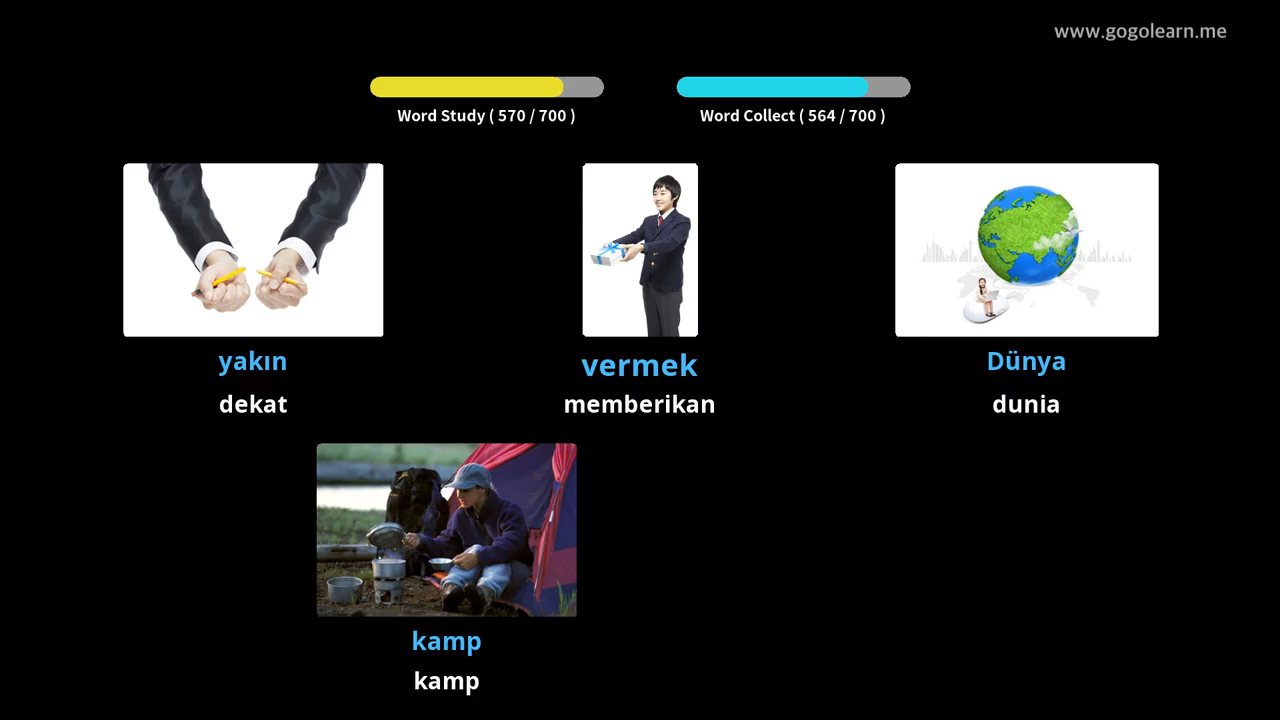 www.gogolearn.me
Word Study ( 570 / 700 )
Word Collect ( 564 / 700 )
yakın
vermek
Dünya
dekat
memberikan
dunia
kamp
kamp